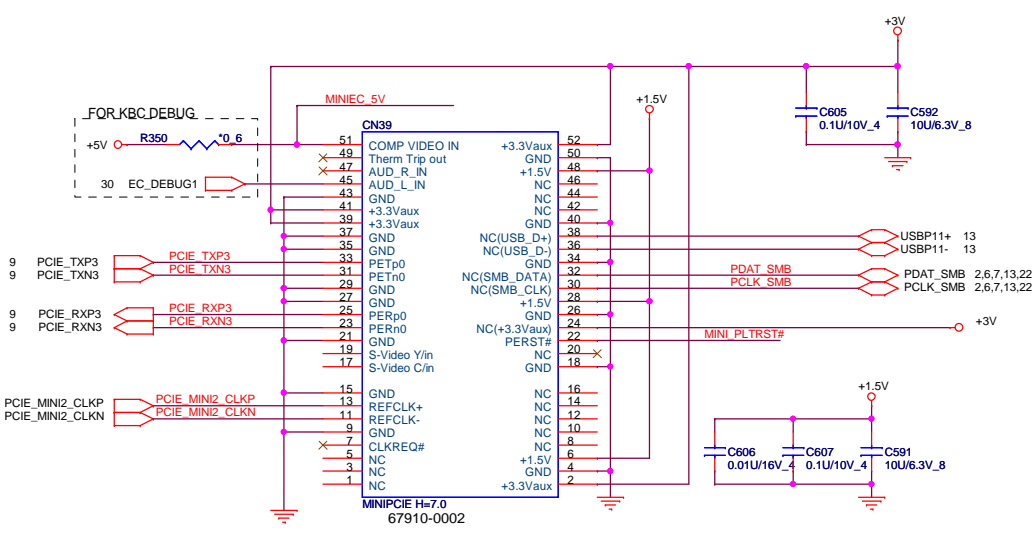 +3V
FOR KBC DEBUG
MINIEC_5V
+1.5V
C605
0.1U/10V_4
C592
10U/6.3V_8
+5V
R350
*0_6
30 EC_DEBUG1
CN39
51 COMP VIDEO IN +3.3Vaux 52
49 Therm Trip out GND 50
47 AUD_R_IN +1.5V 48
45 AUD_L_IN NC 46
43 GND NC 44
41 +3.3Vaux NC 42
39 +3.3Vaux GND 40
37 GND NC(USB_D+) 38 USBP11+ 13
35 GND NC(USB_D-) 36 USBP11- 13
9 PCIE_TXP3 PCIE_TXP3 33 PETp0 GND 34
9 PCIE_TXN3 PCIE_TXN3 31 PETn0 NC(SMB_DATA) 32 PDAT_SMB PDAT_SMB 2,6,7,13,22
29 GND NC(SMB_CLK) 30 PCLK_SMB PCLK_SMB 2,6,7,13,22
27 GND +1.5V 28
9 PCIE_RXP3 PCIE_RXP3 25 PERp0 GND 26
9 PCIE_RXN3 PCIE_RXN3 23 PERn0 NC(+3.3Vaux) 24 +3V
21 GND PERST# 22 MINI_PLTRST#
19 S-Video Y/in NC 20
17 S-Video C/in GND 18
15 GND NC 16
PCIE_MINI2_CLKP PCIE_MINI2_CLKP 13 REFCLK+ NC 14
PCIE_MINI2_CLKN PCIE_MINI2_CLKN 11 REFCLK- NC 12
9 GND NC 10
7 CLKREQ# NC 8
5 NC +1.5V 6
3 NC GND 4
1 NC +3.3Vaux 2
MINIPCIE H=7.0
67910-0002
+1.5V
C606
0.01U/16V_4
C607
0.1U/10V_4
C591
10U/6.3V_8